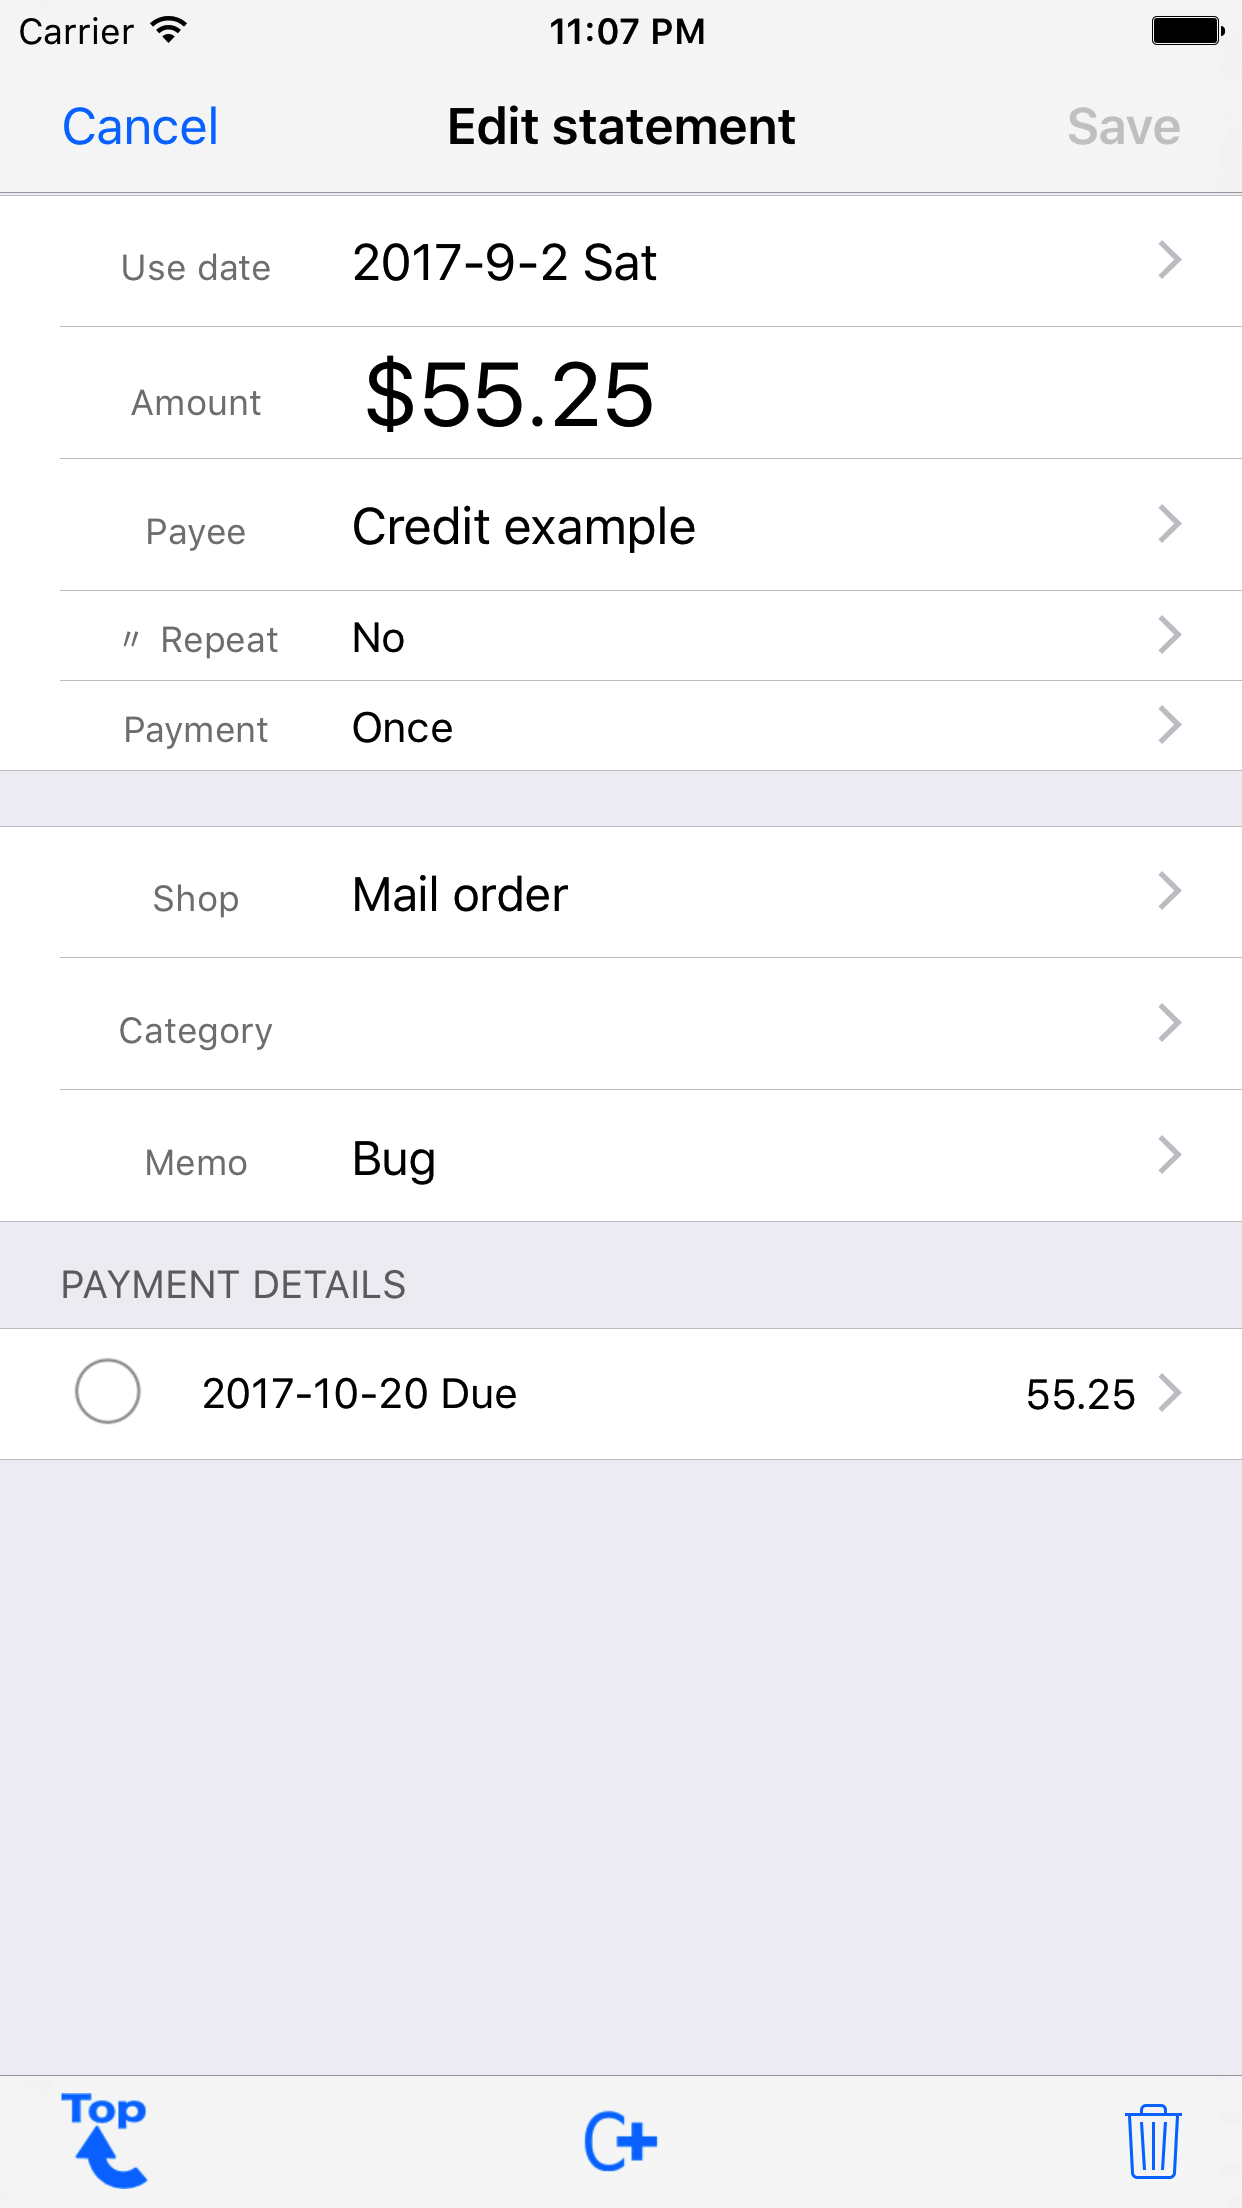 Carrier 11:07 PM
Cancel Edit statement Save
Use date 2017-9-2 Sat
Amount $55.25
Payee Credit example
〃 Repeat No
Payment Once
Shop Mail order
Category
Memo Bug
PAYMENT DETAILS
2017-10-20 Due 55.25
Top C+